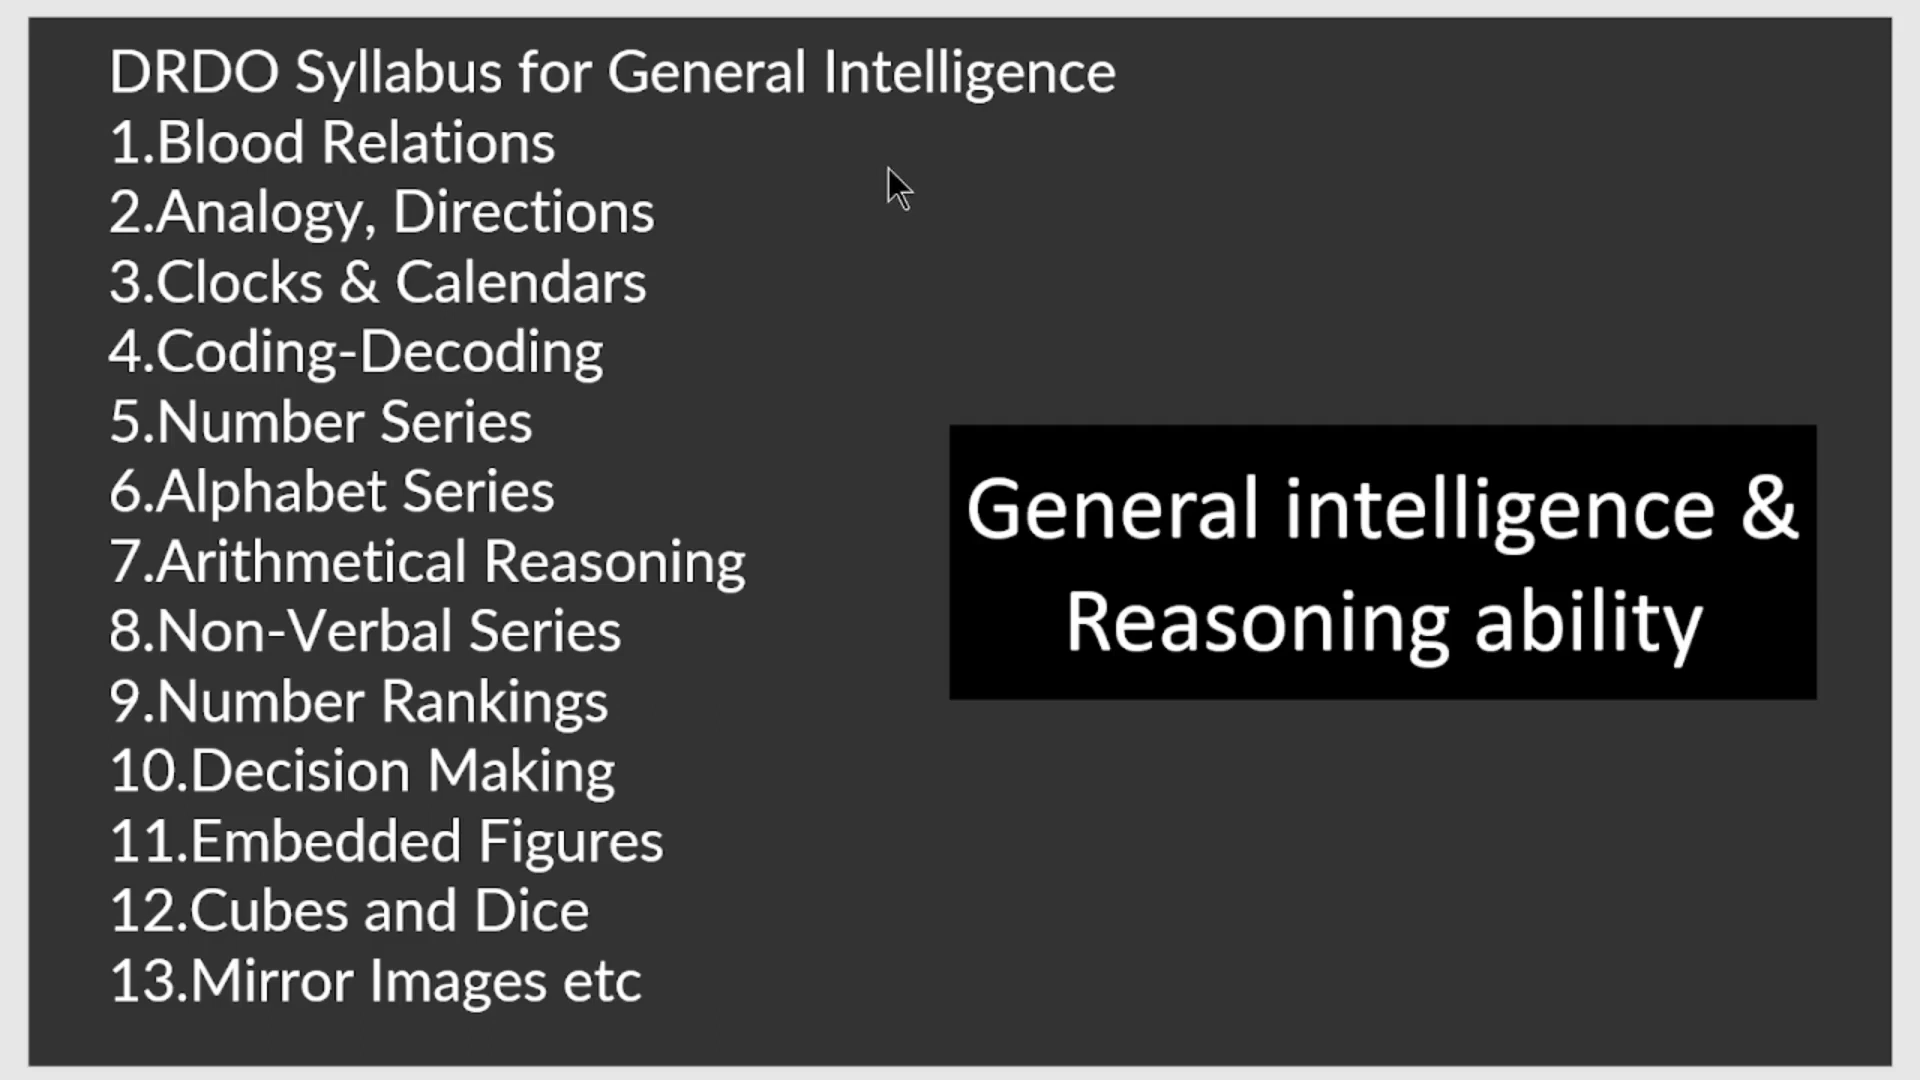 DRDO Syllabus for General Intelligence
1.Blood Relations
2.Analogy, Directions
3.Clocks & Calendars
4.Coding-Decoding
5.Number Series
6.Alphabet Series
7.Arithmetical Reasoning
8.Non-Verbal Series
9.Number Rankings
10.Decision Making
11.Embedded Figures
12.Cubes and Dice
13.Mirror Images etc
General intelligence &
Reasoning ability